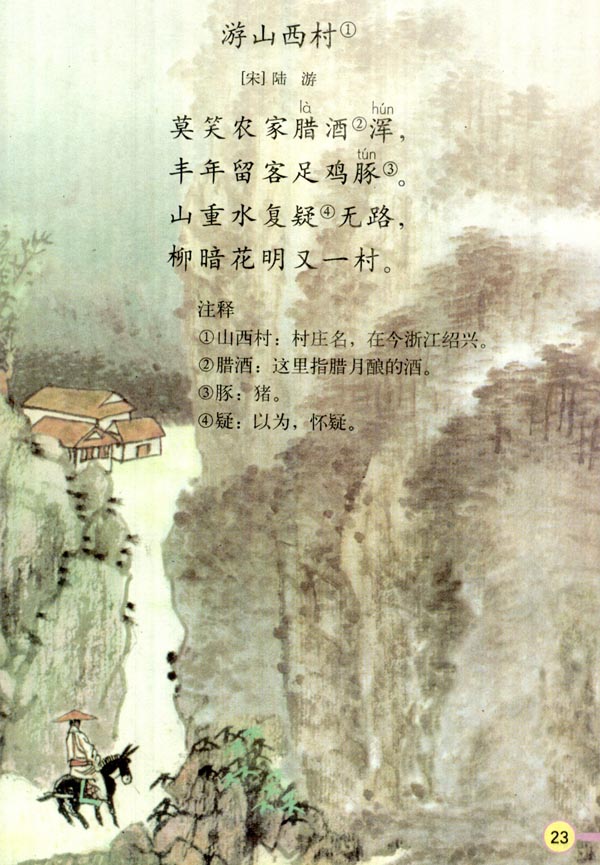 游山西村①
[宋] 陆 游
là hún
莫笑农家腊酒②浑，
tún
丰年留客足鸡豚③。
山重水复疑④无路，
柳暗花明又一村。
注释
①山西村：村庄名，在今浙江绍兴。
②腊酒：这里指腊月酿的酒。
③豚：猪。
④疑：以为，怀疑。
23